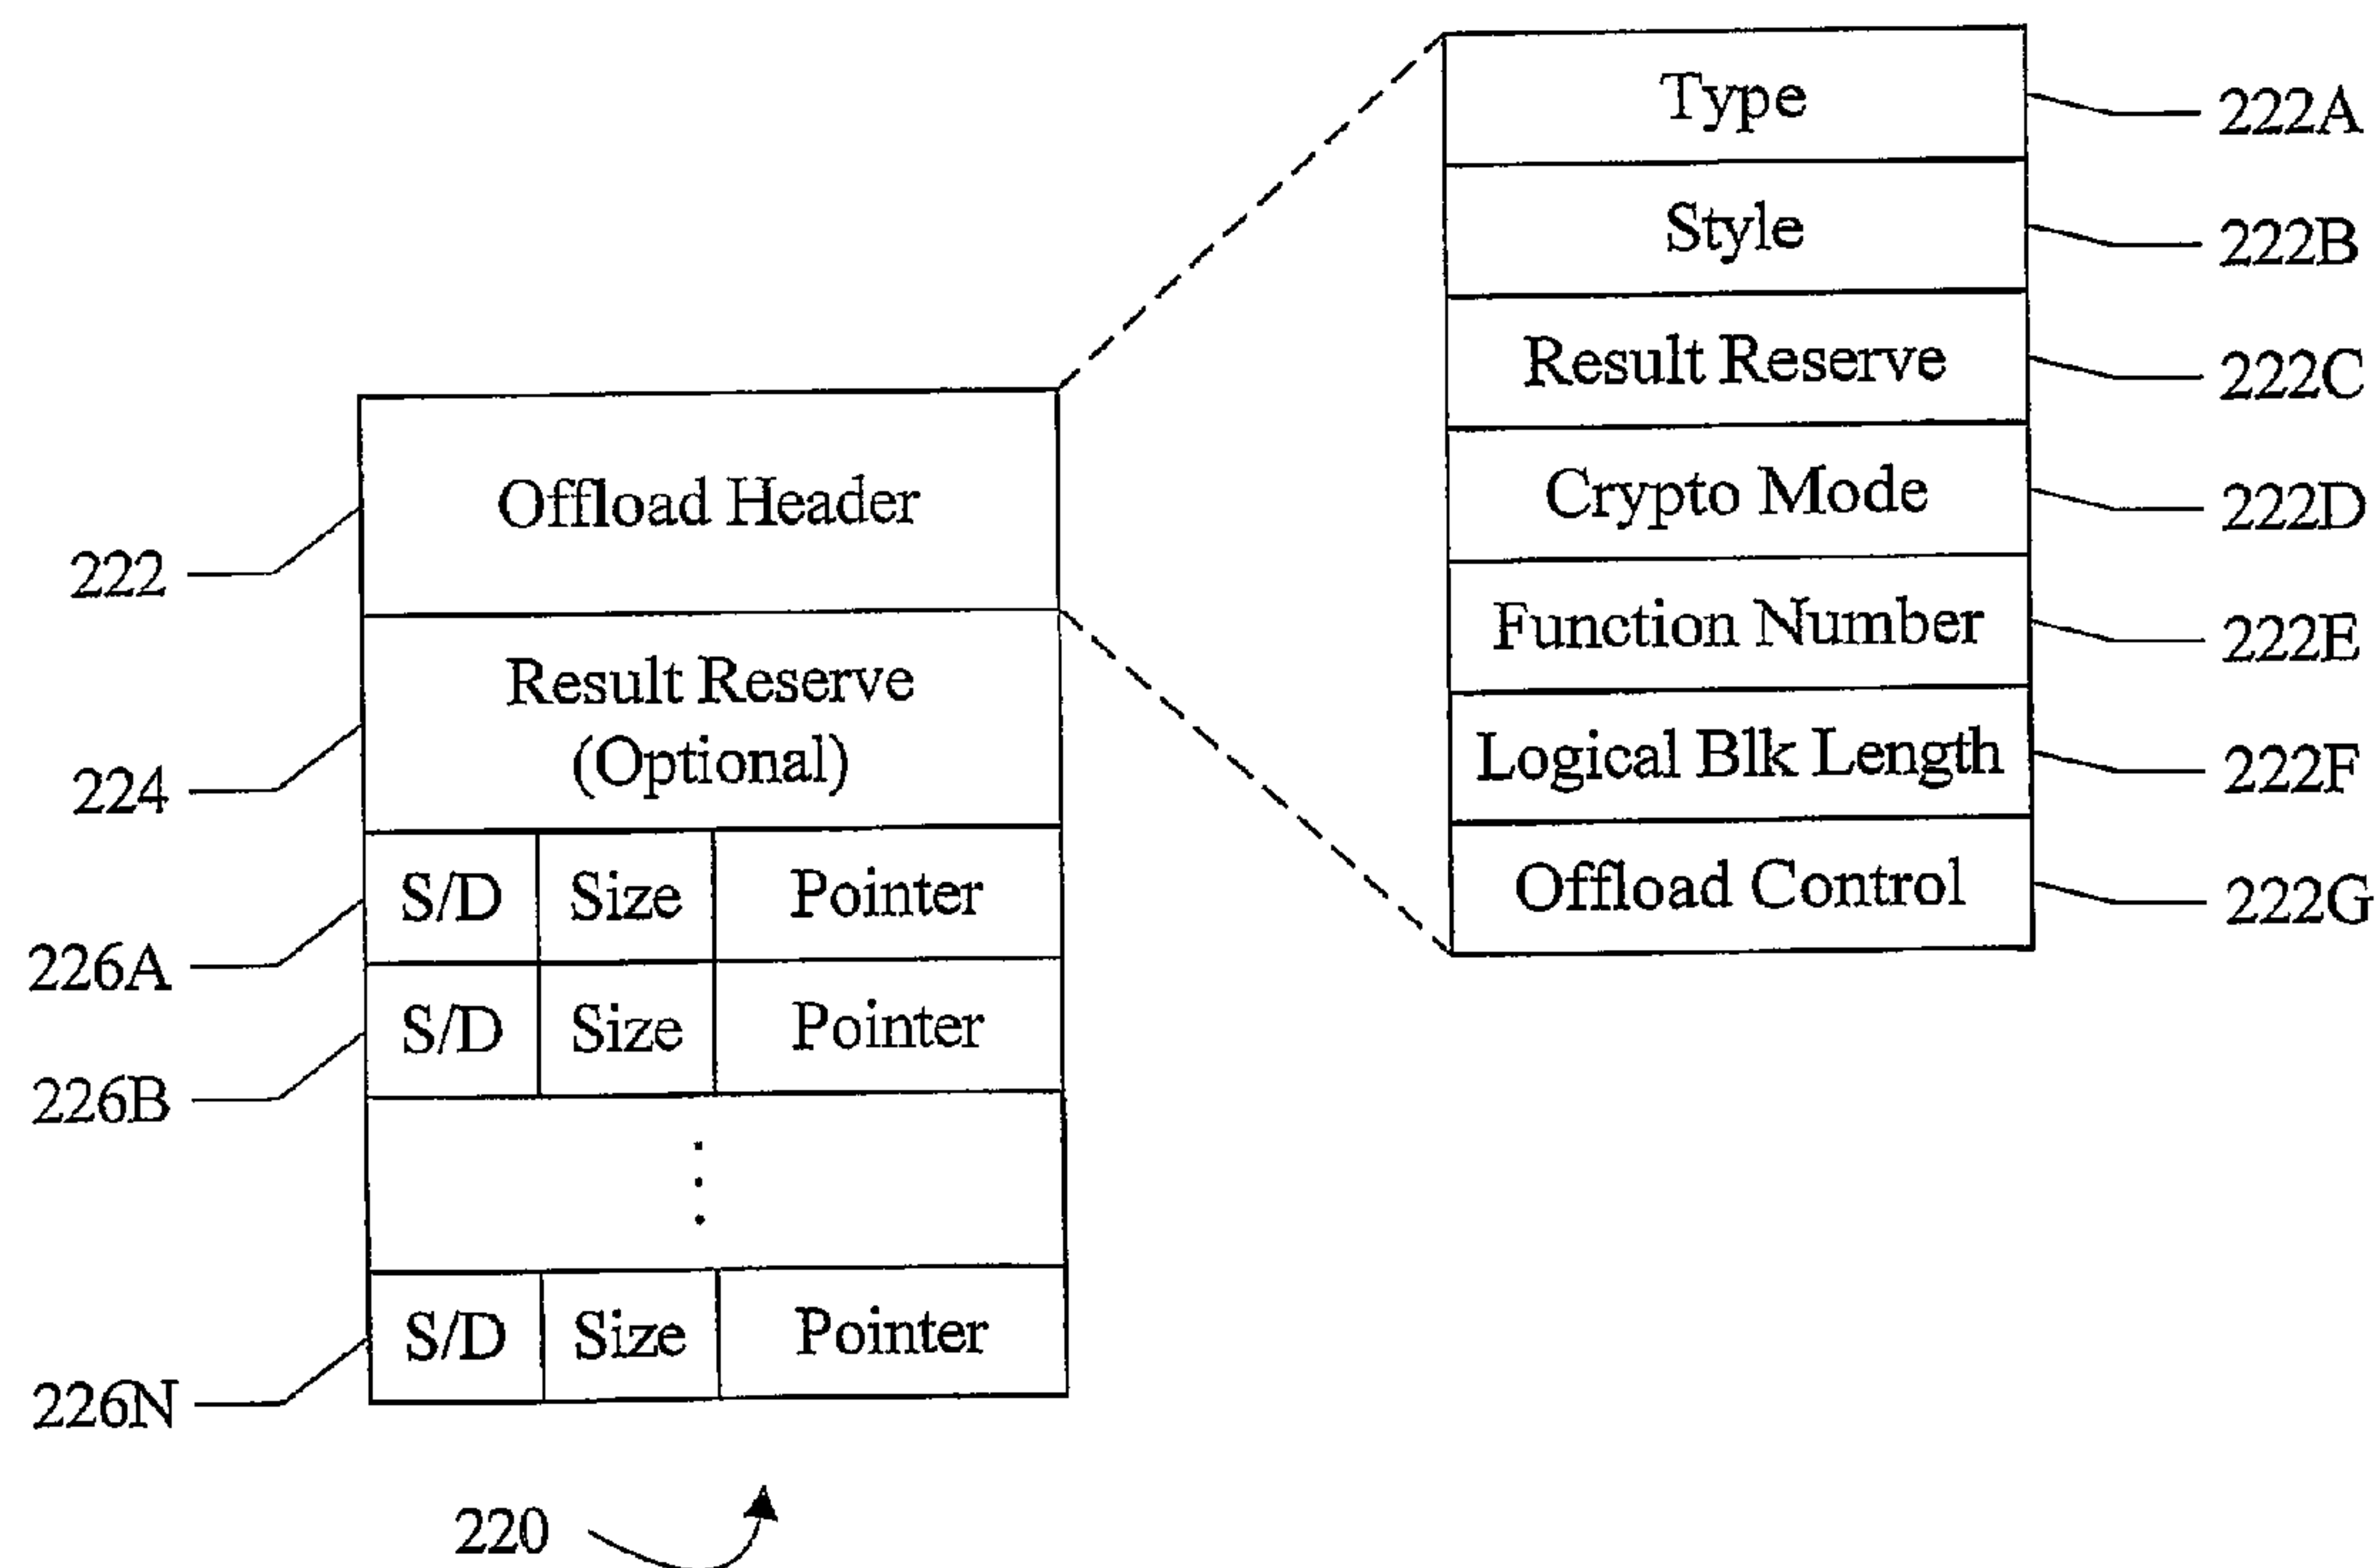 Offload Header
222
Result Reserve
(Optional)
224
S/D Size Pointer
226A
S/D Size Pointer
226B
S/D Size Pointer
226N
220
Type
222A
Style
222B
Result Reserve
222C
Crypto Mode
222D
Function Number
222E
Logical Blk Length
222F
Offload Control
222G